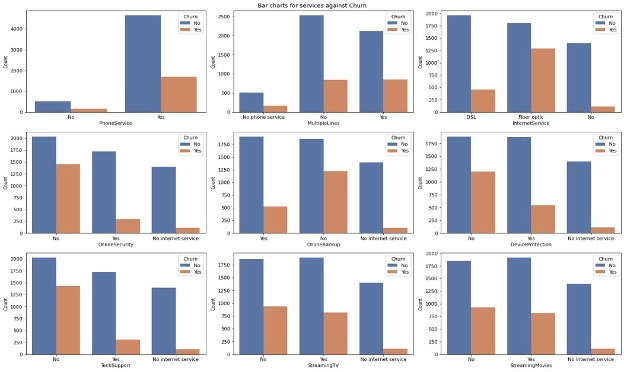 Bar charts for services against Churn
Count
4000
3000
2000
1000
0
Churn
No
Yes
No
Yes
PhoneService
Count
2500
2000
1500
1000
500
0
Churn
No
Yes
No phone service
No
Yes
MultipleLines
Count
2000
1750
1500
1250
1000
750
500
250
0
Churn
No
Yes
DSL
Fiber optic
No
InternetService
Count
2000
1750
1500
1250
1000
750
500
250
0
Churn
No
Yes
No
Yes
No internet service
OnlineSecurity
Count
1750
1500
1250
1000
750
500
250
0
Churn
No
Yes
Yes
No
No internet service
OnlineBackup
Count
1750
1500
1250
1000
750
500
250
0
Churn
No
Yes
No
Yes
No internet service
DeviceProtection
Count
2000
1750
1500
1250
1000
750
500
250
0
Churn
No
Yes
No
Yes
No internet service
TechSupport
Count
1750
1500
1250
1000
750
500
250
0
Churn
No
Yes
No
Yes
No internet service
StreamingTV
Count
1750
1500
1250
1000
750
500
250
0
Churn
No
Yes
No
Yes
No internet service
StreamingMovies